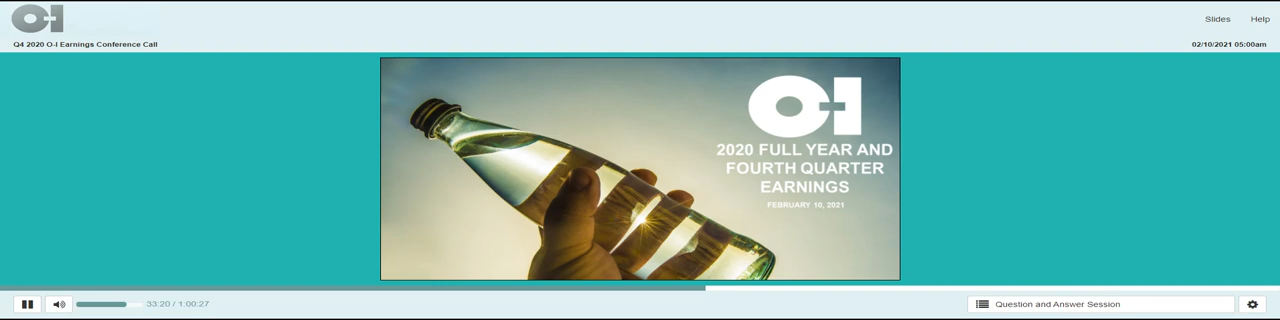 O-I
Slides Help
Q4 2020 O-I Earnings Conference Call
02/10/2021 05:00am
O-I
2020 FULL YEAR AND
FOURTH QUARTER
EARNINGS
FEBRUARY 10, 2021
33:20 / 1:00:27
Question and Answer Session